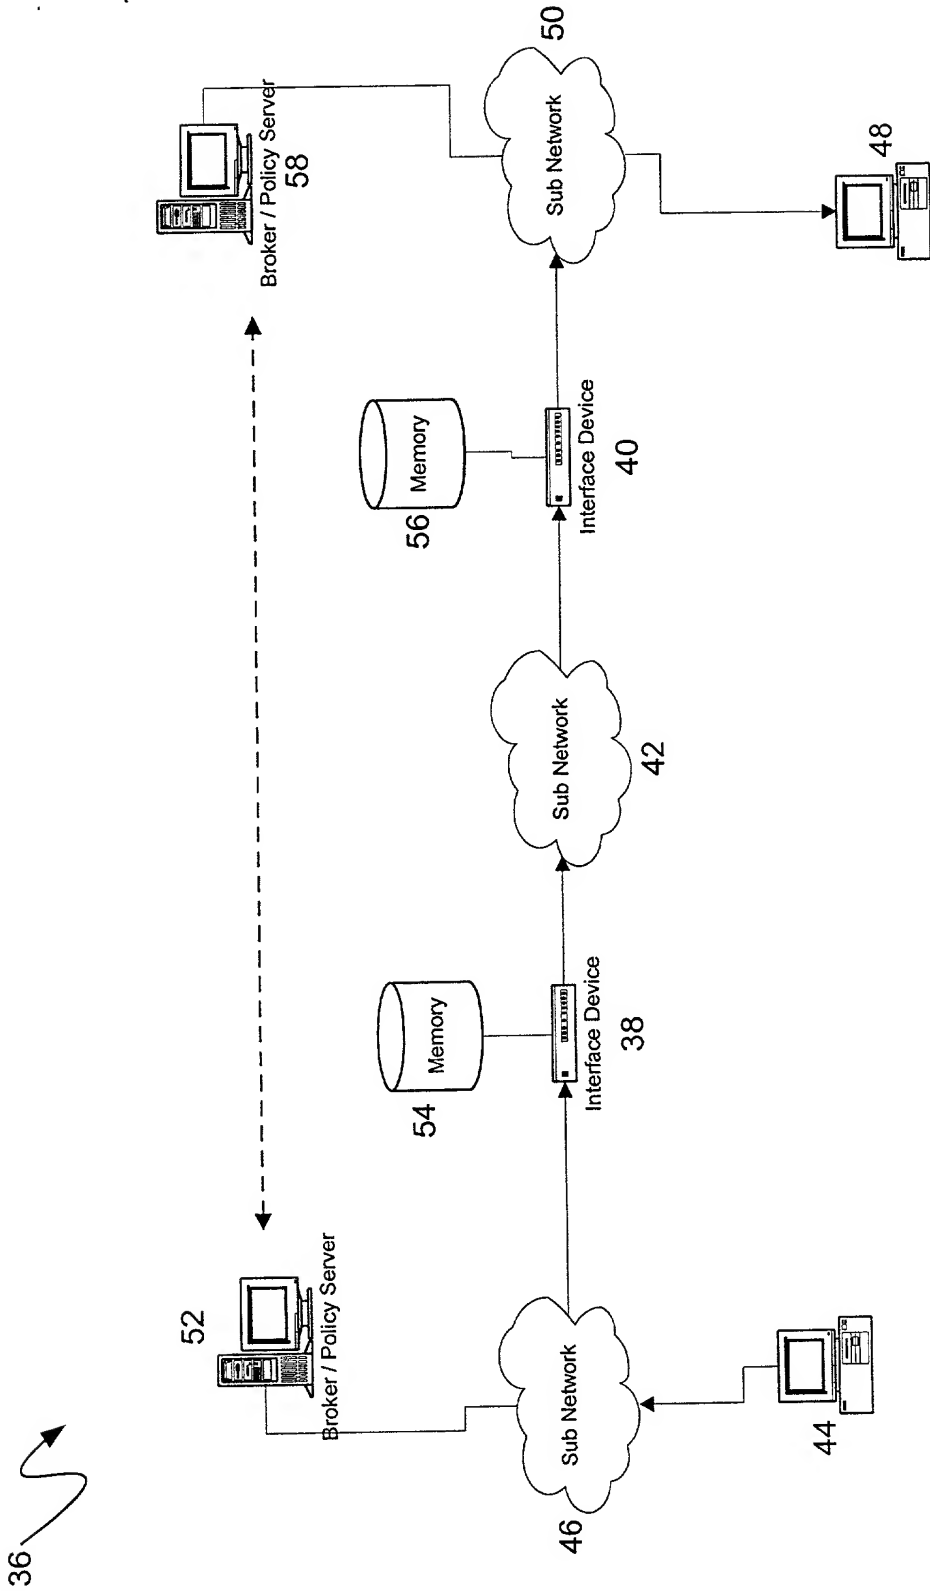 36
52
Broker / Policy Server
Broker / Policy Server
58
54
Memory
56
Memory
46
Sub Network
Interface Device
38
Sub Network
42
Interface Device
40
Sub Network
50
44
48